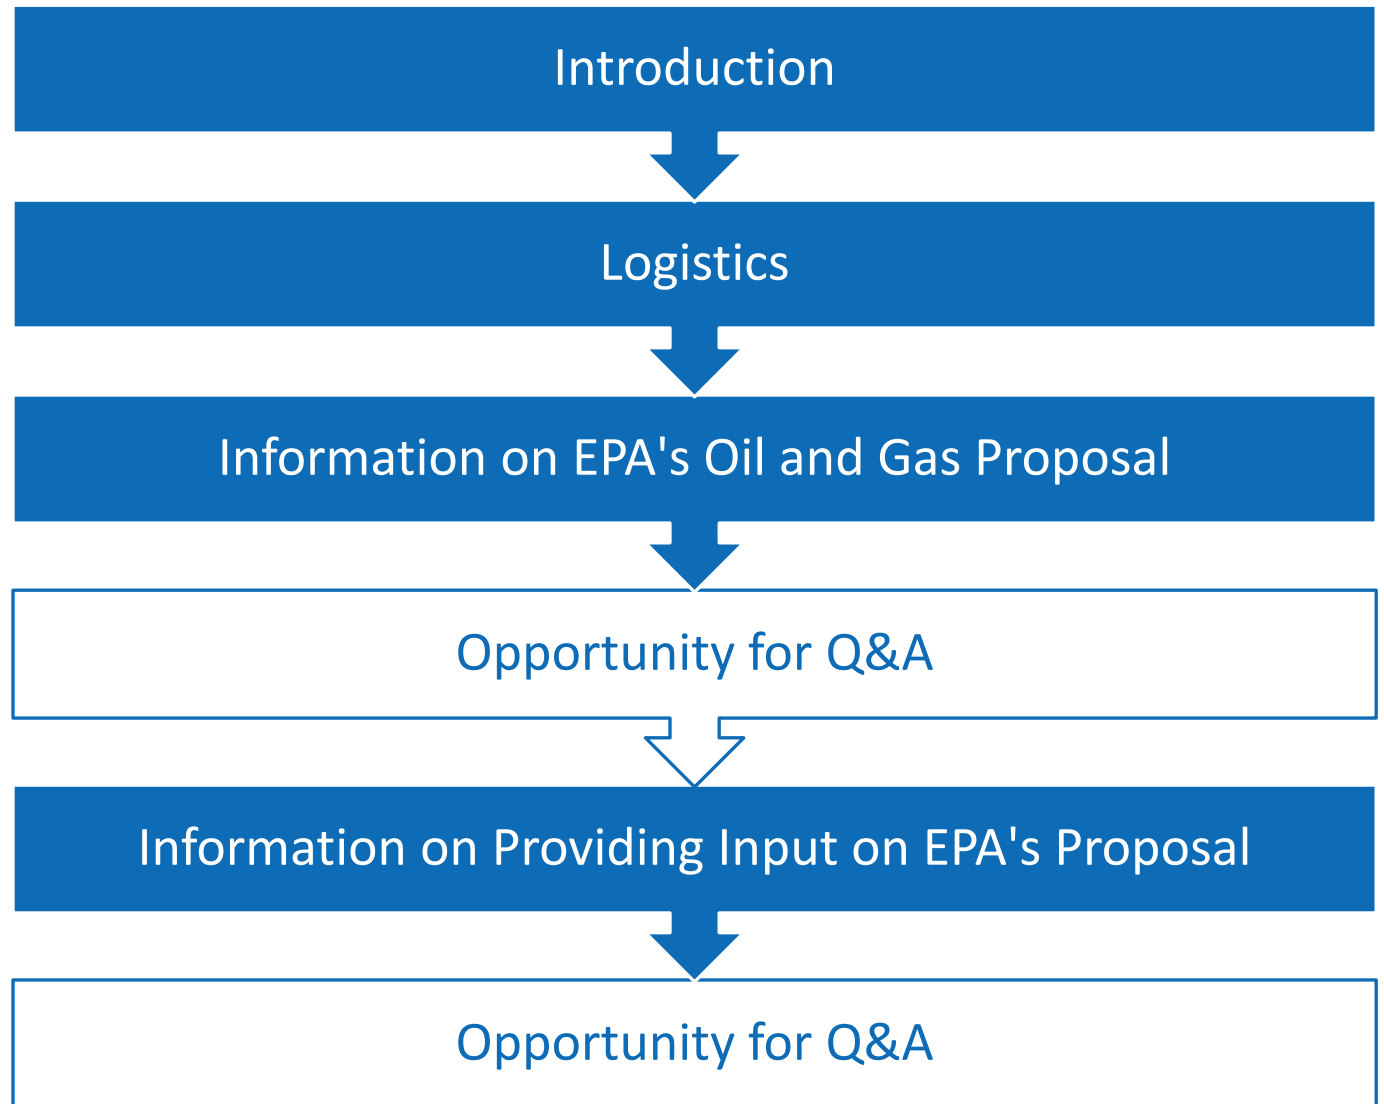 Introduction
Logistics
Information on EPA's Oil and Gas Proposal
Opportunity for Q&A
Information on Providing Input on EPA's Proposal
Opportunity for Q&A